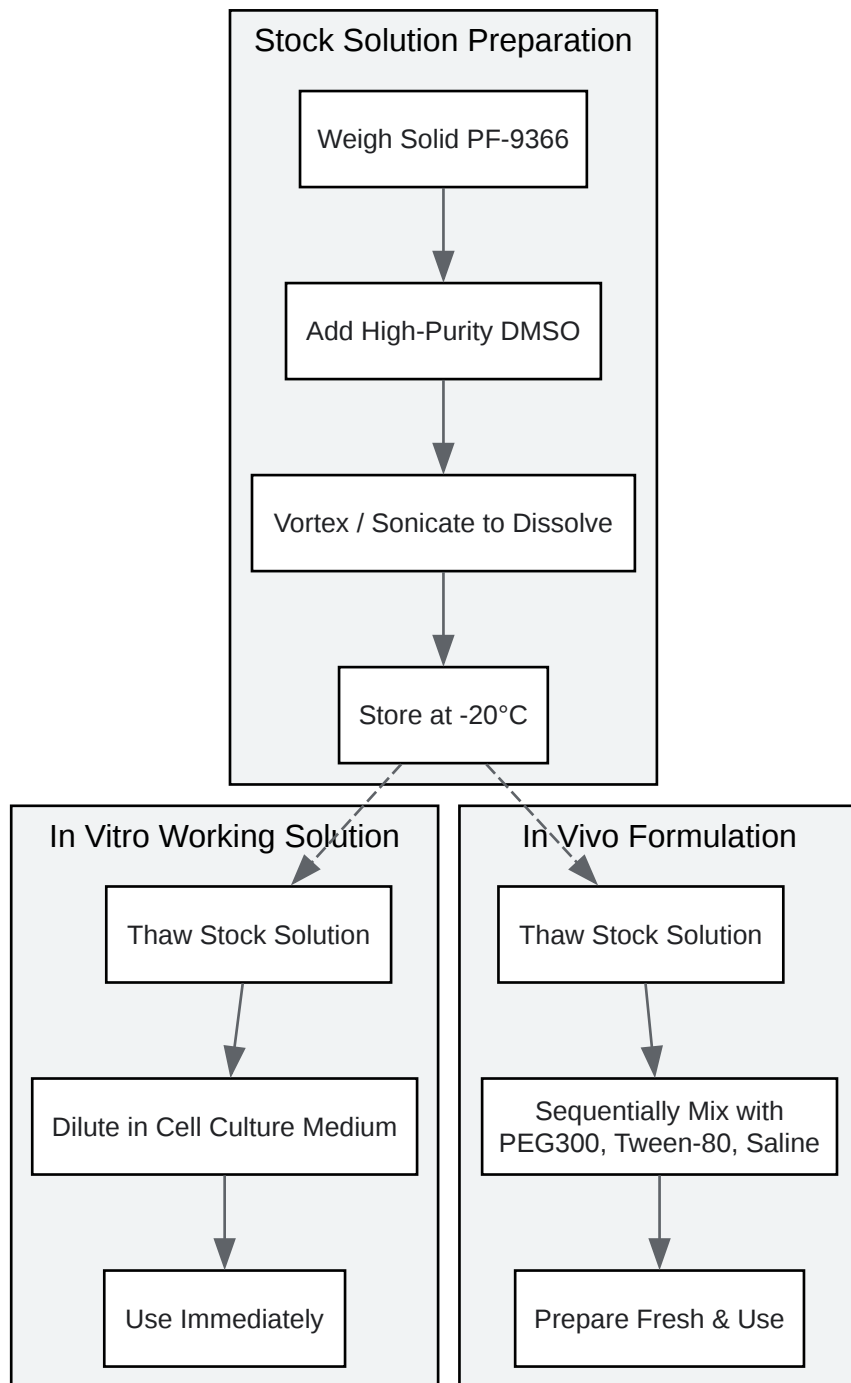 Stock Solution Preparation
Weigh Solid PF-9366
Add High-Purity DMSO
Vortex / Sonicate to Dissolve
Store at -20°C
In Vitro Working Solution
Thaw Stock Solution
Dilute in Cell Culture Medium
Use Immediately
In Vivo Formulation
Thaw Stock Solution
Sequentially Mix with
PEG300, Tween-80, Saline
Prepare Fresh & Use